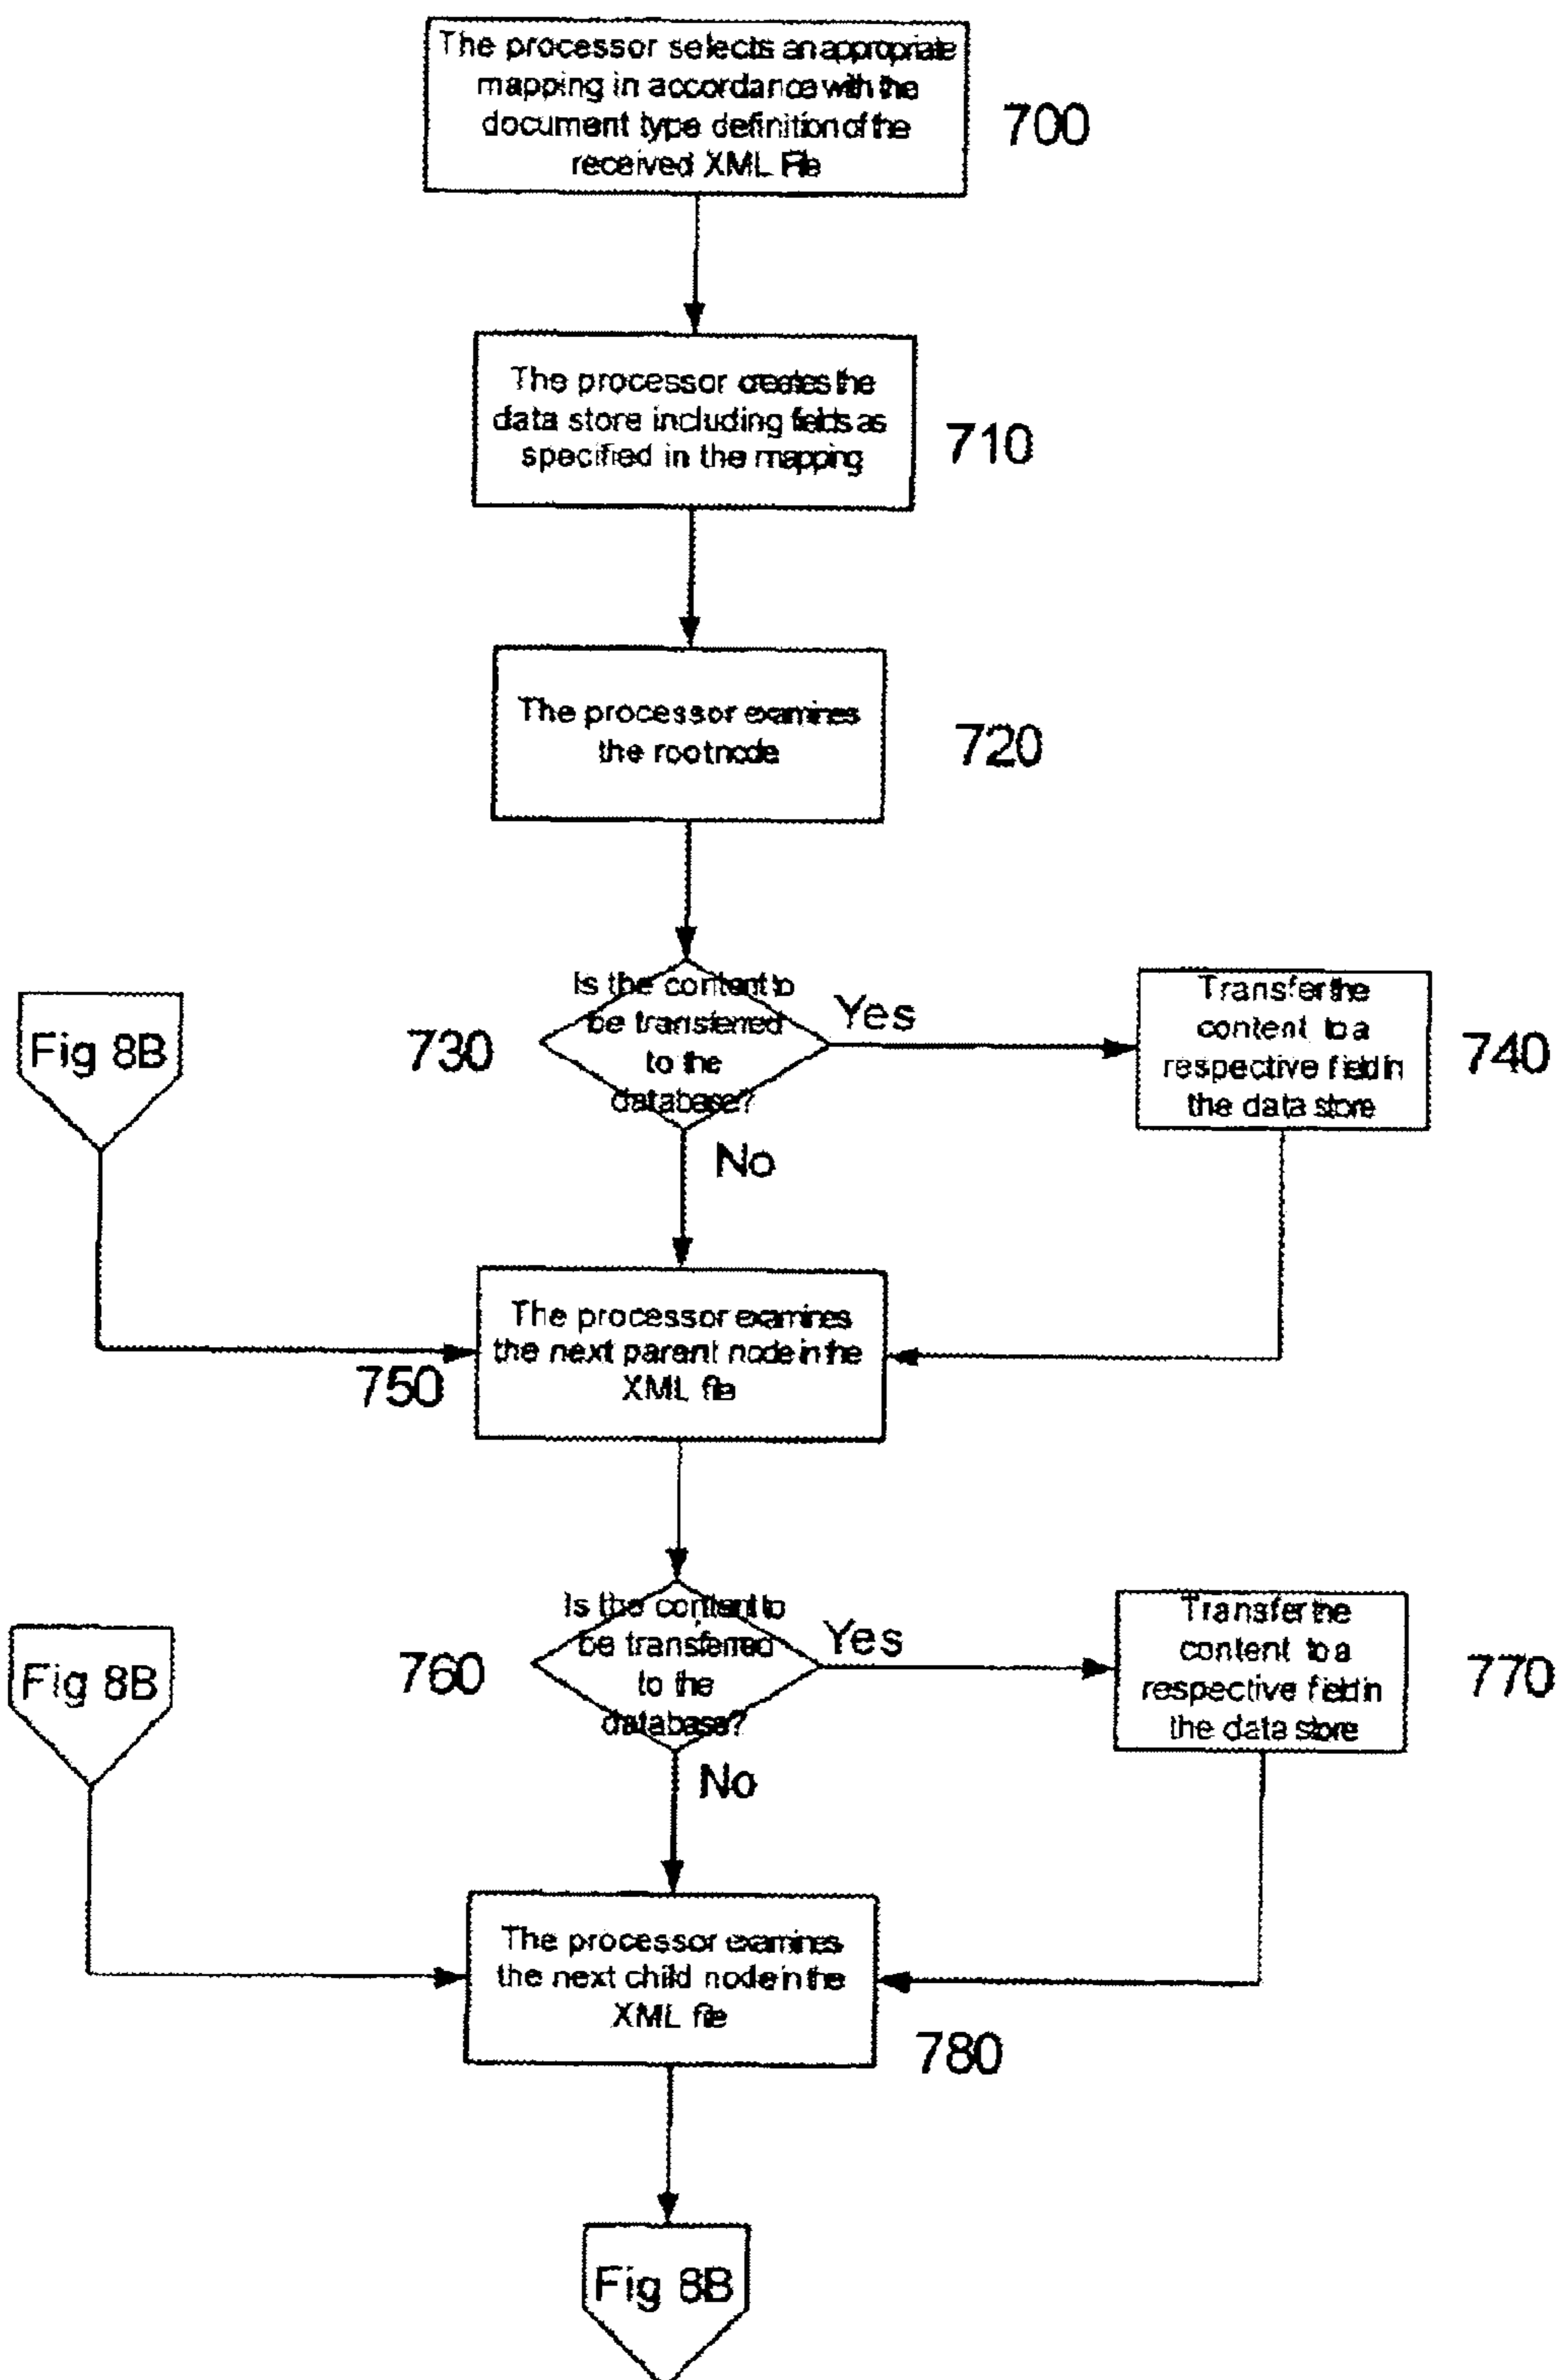 The processor selects an appropriate
mapping in accordance with the
document type definition of the
received XML File
700
The processor creates the
data store including fields as
specified in the mapping
710
The processor examines
the root node
720
Is the content to
be transferred
to the
database?
730
Yes
No
Transfer the
content to a
respective field in
the data store
740
Fig 8B
The processor examines
the next parent node in the
XML file
750
Is the content to
be transferred
to the
database?
760
Yes
No
Transfer the
content to a
respective field in
the data store
770
Fig 8B
The processor examines
the next child node in the
XML file
780
Fig 8B